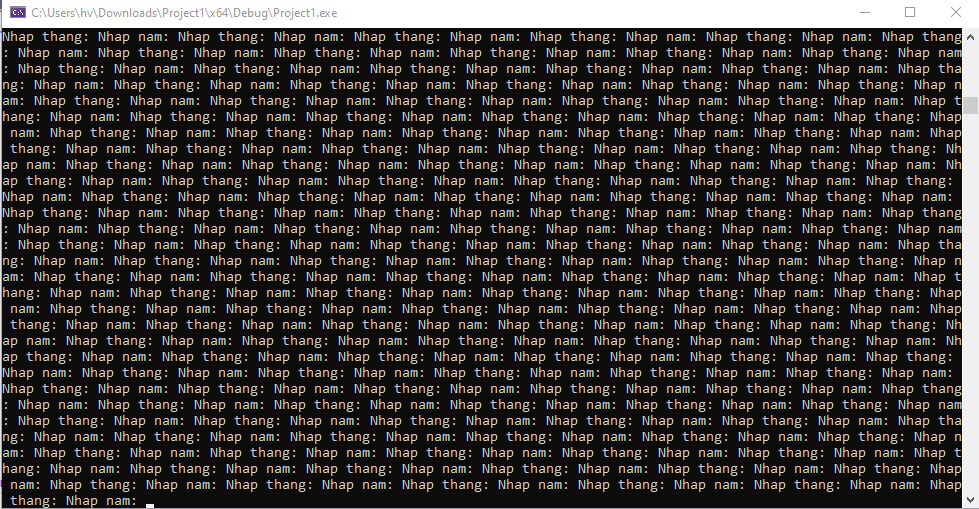 C:\Users\hv\Downloads\Project1\x64\Debug\Project1.exe
Nhap thang: Nhap nam: Nhap thang: Nhap nam: Nhap thang: Nhap nam: Nhap thang: Nhap nam: Nhap thang: Nhap nam: Nhap thang
: Nhap nam: Nhap thang: Nhap nam: Nhap thang: Nhap nam: Nhap thang: Nhap nam: Nhap thang: Nhap nam: Nhap thang: Nhap nam
: Nhap thang: Nhap nam: Nhap thang: Nhap nam: Nhap thang: Nhap nam: Nhap thang: Nhap nam: Nhap thang: Nhap nam: Nhap tha
ng: Nhap nam: Nhap thang: Nhap nam: Nhap thang: Nhap nam: Nhap thang: Nhap nam: Nhap thang: Nhap nam: Nhap thang: Nhap n
am: Nhap thang: Nhap nam: Nhap thang: Nhap nam: Nhap thang: Nhap nam: Nhap thang: Nhap nam: Nhap thang: Nhap nam: Nhap t
hang: Nhap nam: Nhap thang: Nhap nam: Nhap thang: Nhap nam: Nhap thang: Nhap nam: Nhap thang: Nhap nam: Nhap thang: Nhap
 nam: Nhap thang: Nhap nam: Nhap thang: Nhap nam: Nhap thang: Nhap nam: Nhap thang: Nhap nam: Nhap thang: Nhap nam: Nhap
 thang: Nhap nam: Nhap thang: Nhap nam: Nhap thang: Nhap nam: Nhap thang: Nhap nam: Nhap thang: Nhap nam: Nhap thang: Nh
ap nam: Nhap thang: Nhap nam: Nhap thang: Nhap nam: Nhap thang: Nhap nam: Nhap thang: Nhap nam: Nhap thang: Nhap nam: Nh
ap thang: Nhap nam: Nhap thang: Nhap nam: Nhap thang: Nhap nam: Nhap thang: Nhap nam: Nhap thang: Nhap nam: Nhap thang:
Nhap nam: Nhap thang: Nhap nam: Nhap thang: Nhap nam: Nhap thang: Nhap nam: Nhap thang: Nhap nam: Nhap thang: Nhap nam:
Nhap thang: Nhap nam: Nhap thang: Nhap nam: Nhap thang: Nhap nam: Nhap thang: Nhap nam: Nhap thang: Nhap nam: Nhap thang
: Nhap nam: Nhap thang: Nhap nam: Nhap thang: Nhap nam: Nhap thang: Nhap nam: Nhap thang: Nhap nam: Nhap thang: Nhap nam
: Nhap thang: Nhap nam: Nhap thang: Nhap nam: Nhap thang: Nhap nam: Nhap thang: Nhap nam: Nhap thang: Nhap nam: Nhap tha
ng: Nhap nam: Nhap thang: Nhap nam: Nhap thang: Nhap nam: Nhap thang: Nhap nam: Nhap thang: Nhap nam: Nhap thang: Nhap n
am: Nhap thang: Nhap nam: Nhap thang: Nhap nam: Nhap thang: Nhap nam: Nhap thang: Nhap nam: Nhap thang: Nhap nam: Nhap t
hang: Nhap nam: Nhap thang: Nhap nam: Nhap thang: Nhap nam: Nhap thang: Nhap nam: Nhap thang: Nhap nam: Nhap thang: Nhap
 nam: Nhap thang: Nhap nam: Nhap thang: Nhap nam: Nhap thang: Nhap nam: Nhap thang: Nhap nam: Nhap thang: Nhap nam: Nhap
 thang: Nhap nam: Nhap thang: Nhap nam: Nhap thang: Nhap nam: Nhap thang: Nhap nam: Nhap thang: Nhap nam: Nhap thang: Nh
ap nam: Nhap thang: Nhap nam: Nhap thang: Nhap nam: Nhap thang: Nhap nam: Nhap thang: Nhap nam: Nhap thang: Nhap nam: Nh
ap thang: Nhap nam: Nhap thang: Nhap nam: Nhap thang: Nhap nam: Nhap thang: Nhap nam: Nhap thang: Nhap nam: Nhap thang:
Nhap nam: Nhap thang: Nhap nam: Nhap thang: Nhap nam: Nhap thang: Nhap nam: Nhap thang: Nhap nam: Nhap thang: Nhap nam:
Nhap thang: Nhap nam: Nhap thang: Nhap nam: Nhap thang: Nhap nam: Nhap thang: Nhap nam: Nhap thang: Nhap nam: Nhap thang
: Nhap nam: Nhap thang: Nhap nam: Nhap thang: Nhap nam: Nhap thang: Nhap nam: Nhap thang: Nhap nam: Nhap thang: Nhap nam
: Nhap thang: Nhap nam: Nhap thang: Nhap nam: Nhap thang: Nhap nam: Nhap thang: Nhap nam: Nhap thang: Nhap nam: Nhap tha
ng: Nhap nam: Nhap thang: Nhap nam: Nhap thang: Nhap nam: Nhap thang: Nhap nam: Nhap thang: Nhap nam: Nhap thang: Nhap n
am: Nhap thang: Nhap nam: Nhap thang: Nhap nam: Nhap thang: Nhap nam: Nhap thang: Nhap nam: Nhap thang: Nhap nam: Nhap t
hang: Nhap nam: Nhap thang: Nhap nam: Nhap thang: Nhap nam: Nhap thang: Nhap nam: Nhap thang: Nhap nam: Nhap thang: Nhap
 nam: Nhap thang: Nhap nam: Nhap thang: Nhap nam: Nhap thang: Nhap nam: Nhap thang: Nhap nam: Nhap thang: Nhap nam: Nhap
 thang: Nhap nam: